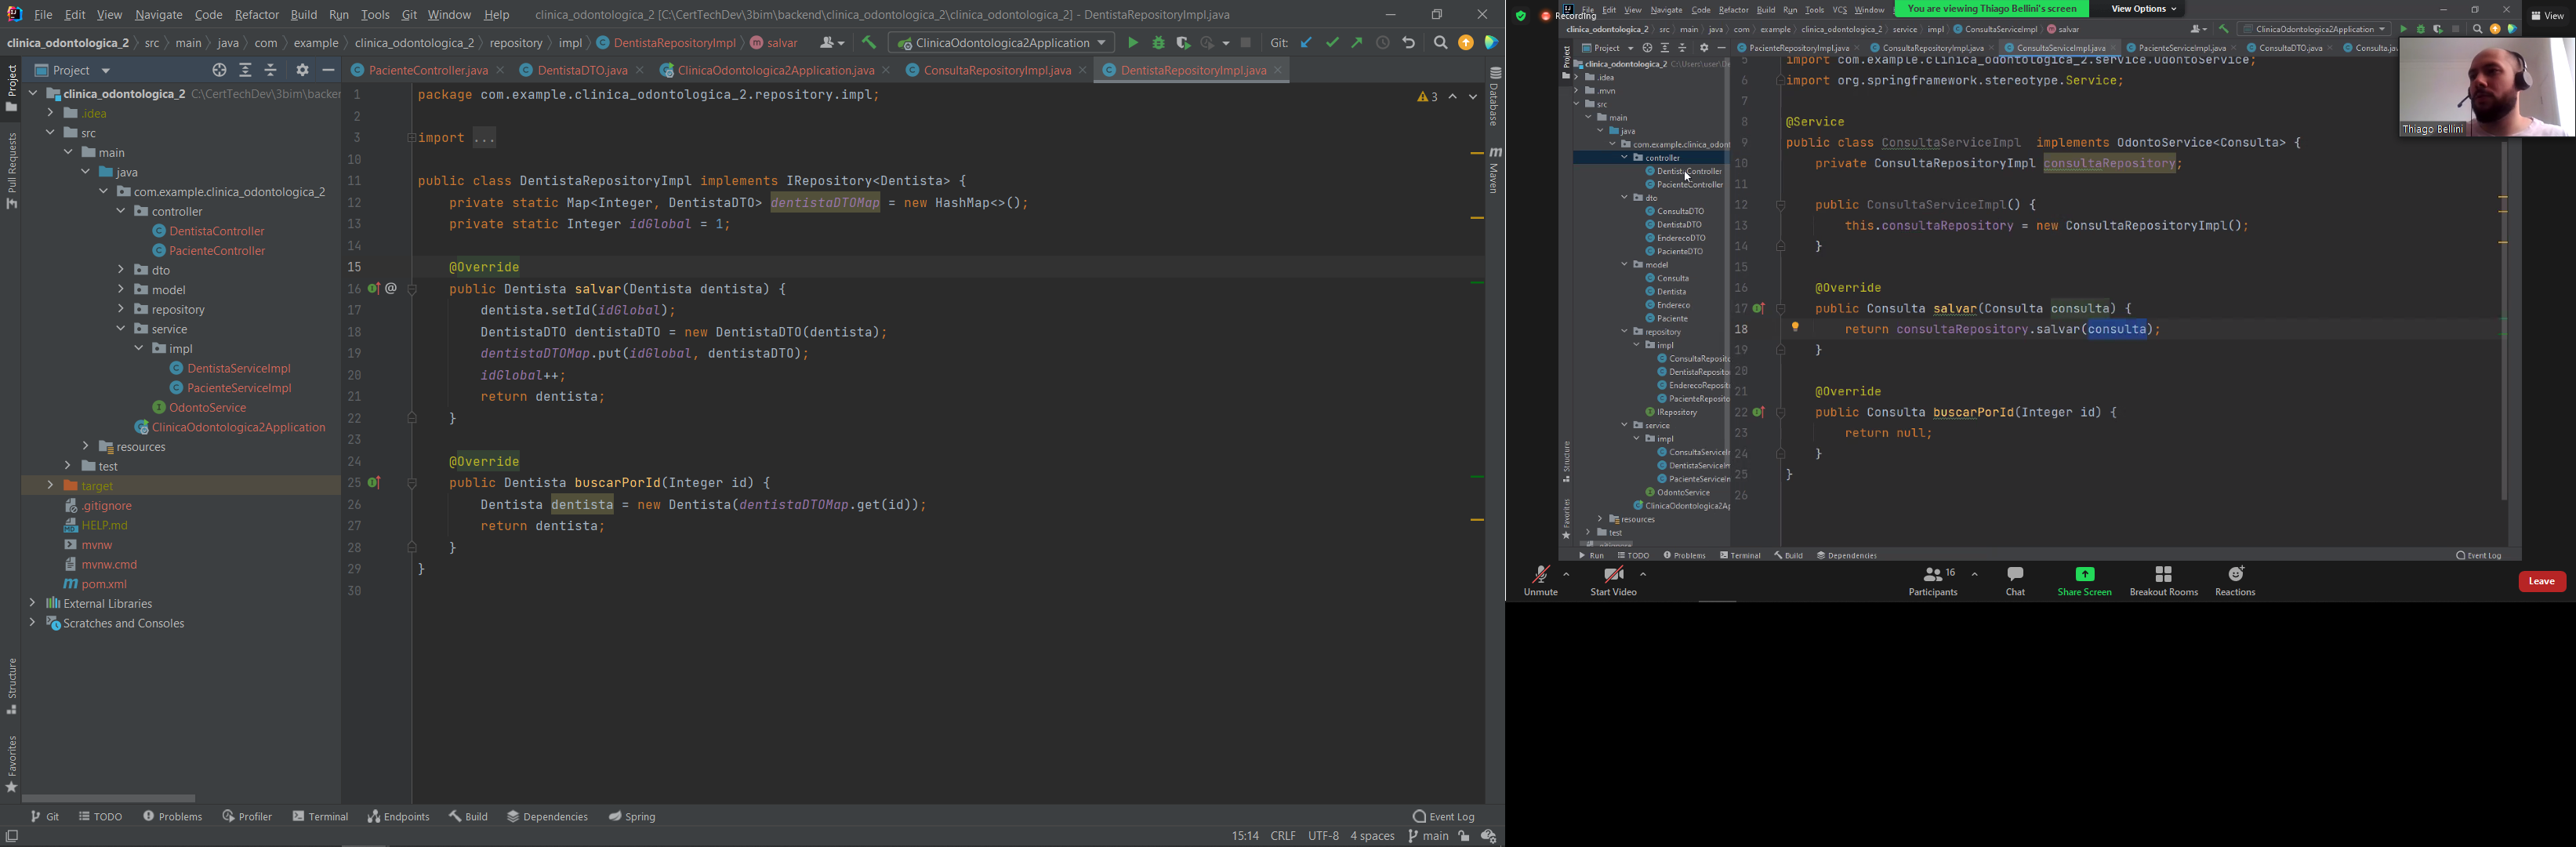 File Edit View Navigate Code Refactor Build Run Tools Git Window Help clinica_odontologica_2 [C:\CertTechDev\3bim\backend\clinica_odontologica_2\clinica_odontologica_2] - DentistaRepositoryImpl.java
clinica_odontologica_2 src main java com example clinica_odontologica_2 repository impl DentistaRepositoryImpl salvar ClinicaOdontologica2Application Git:
Project
PacienteController.java DentistaDTO.java ClinicaOdontologica2Application.java ConsultaRepositoryImpl.java DentistaRepositoryImpl.java
Project
Pull Requests
Structure
Favorites
clinica_odontologica_2 C:\CertTechDev\3bim\backer
.idea
src
main
java
com.example.clinica_odontologica_2
controller
DentistaController
PacienteController
dto
model
repository
service
impl
DentistaServiceImpl
PacienteServiceImpl
OdontoService
ClinicaOdontologica2Application
resources
test
target
.gitignore
HELP.md
mvnw
mvnw.cmd
pom.xml
External Libraries
Scratches and Consoles
1 package com.example.clinica_odontologica_2.repository.impl;
2
3 import ...
10
11 public class DentistaRepositoryImpl implements IRepository<Dentista> {
12 private static Map<Integer, DentistaDTO> dentistaDTOMap = new HashMap<>();
13 private static Integer idGlobal = 1;
14
15 @Override
16 @ public Dentista salvar(Dentista dentista) {
17 dentista.setId(idGlobal);
18 DentistaDTO dentistaDTO = new DentistaDTO(dentista);
19 dentistaDTOMap.put(idGlobal, dentistaDTO);
20 idGlobal++;
21 return dentista;
22 }
23
24 @Override
25 public Dentista buscarPorId(Integer id) {
26 Dentista dentista = new Dentista(dentistaDTOMap.get(id));
27 return dentista;
28 }
29 }
30
3
Database
Maven
Git TODO Problems Profiler Terminal Endpoints Build Dependencies Spring Event Log
15:14 CRLF UTF-8 4 spaces main
Recording
You are viewing Thiago Bellini's screen View Options
View
File Edit View Navigate Code Refactor Build Run Tools VCS Window
clinica_odontologica_2 src main java com example clinica_odontologica_2 service impl ConsultaServiceImpl salvar ClinicaOdontologica2Application
Project
PacienteRepositoryImpl.java ConsultaRepositoryImpl.java ConsultaServiceImpl.java PacienteServiceImpl.java ConsultaDTO.java Consulta.jav
Project
Structure
Favorites
clinica_odontologica_2 C:\Users\user\De
.idea
.mvn
src
main
java
com.example.clinica_odont
controller
DentistaController
PacienteController
dto
ConsultaDTO
DentistaDTO
EnderecoDTO
PacienteDTO
model
Consulta
Dentista
Endereco
Paciente
repository
impl
ConsultaReposito
DentistaReposito
EnderecoReposit
PacienteReposito
IRepository
service
impl
ConsultaServiceIr
DentistaServiceIm
PacienteServiceIm
OdontoService
ClinicaOdontologica2Ap
resources
test
5 import com.example.clinica_odontologica_2.service.OdontoService;
6 import org.springframework.stereotype.Service;
7
8 @Service
9 public class ConsultaServiceImpl implements OdontoService<Consulta> {
10 private ConsultaRepositoryImpl consultaRepository;
11
12 public ConsultaServiceImpl() {
13 this.consultaRepository = new ConsultaRepositoryImpl();
14 }
15
16 @Override
17 public Consulta salvar(Consulta consulta) {
18 return consultaRepository.salvar(consulta);
19 }
20
21 @Override
22 public Consulta buscarPorId(Integer id) {
23 return null;
24 }
25 }
26
Thiago Bellini
Run TODO Problems Terminal Build Dependencies Event Log
Unmute Start Video Participants 16 Chat Share Screen Breakout Rooms Reactions Leave